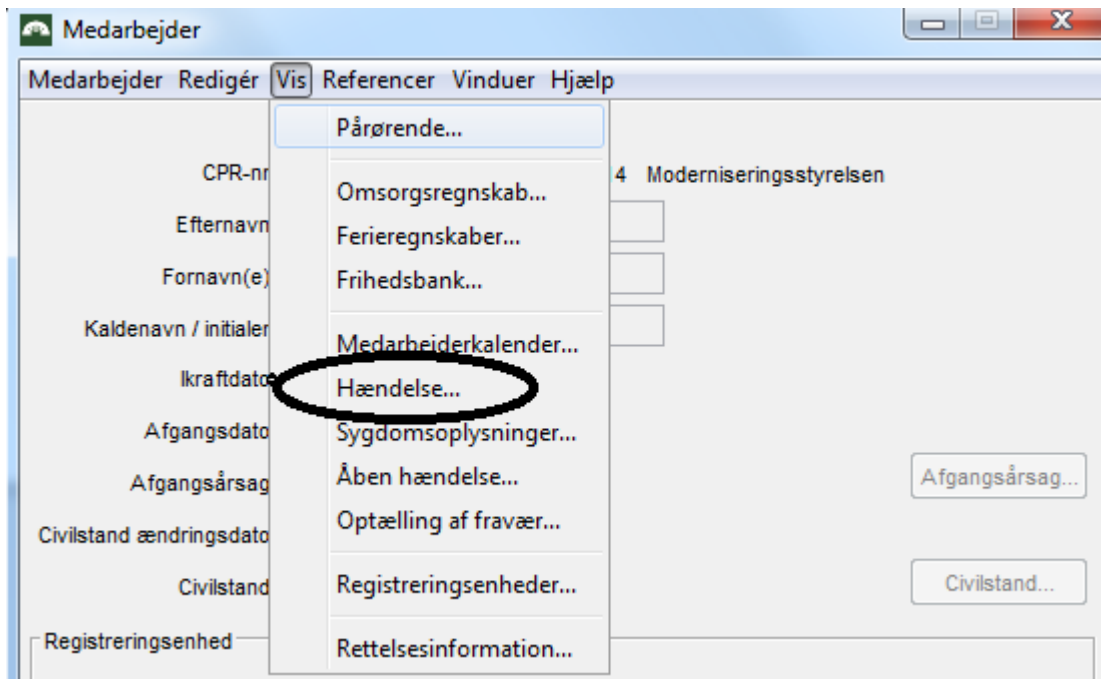 Medarbejder
Medarbejder Redigér Vis Referencer Vinduer Hjælp
Pårørende...
CPR-nr
4 Moderniseringsstyrelsen
Omsorgsregnskab...
Efternavn
Ferieregnskaber...
Fornavn(e)
Frihedsbank...
Kaldenavn / initialer
Medarbejderkalender...
Ikraftdato
Hændelse...
Afgangsdato
Sygdomsoplysninger...
Afgangsårsag
Åben hændelse...
Afgangsårsag...
Optælling af fravær...
Civilstand ændringsdato
Civilstand
Registreringsenheder...
Civilstand...
Registreringsenhed
Rettelsesinformation...